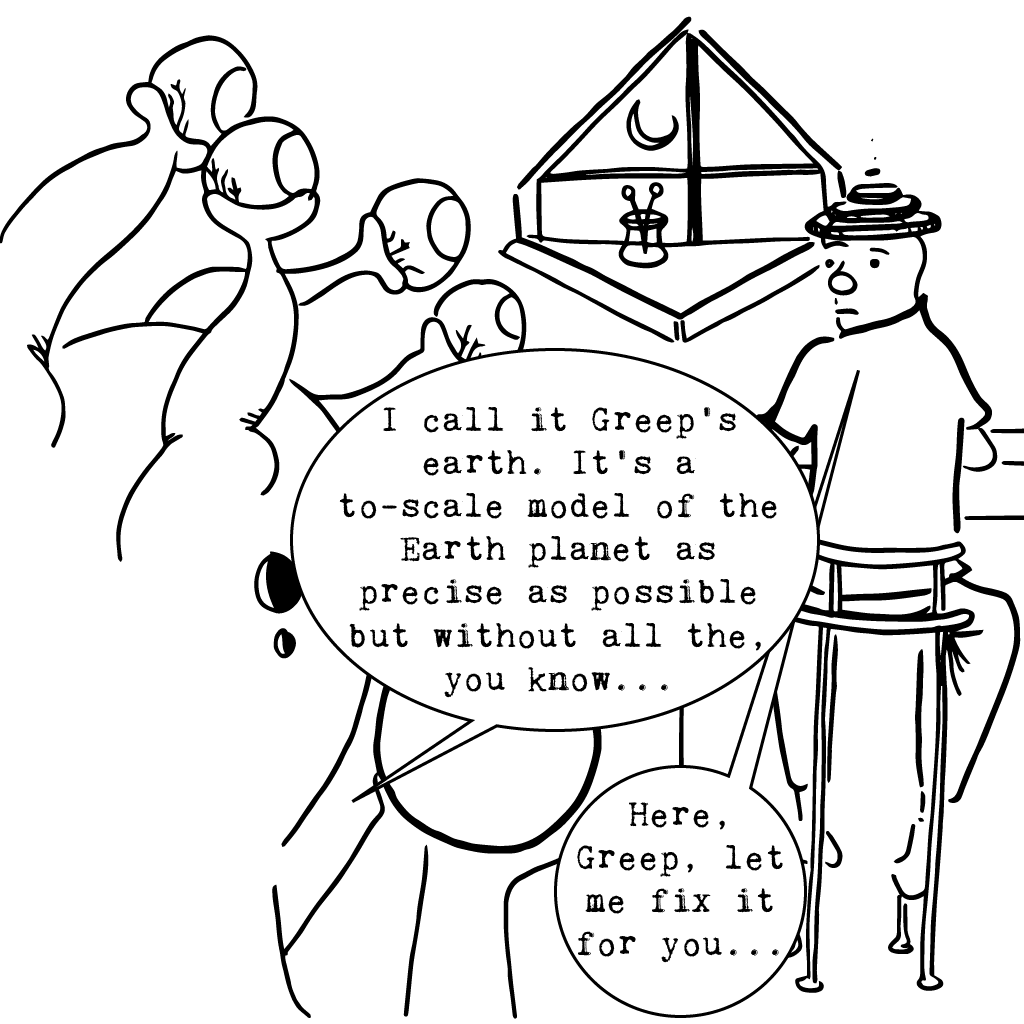 I call it Greep's
earth. It's a
to-scale model of the
Earth planet as
precise as possible
but without all the,
you know...
Here,
Greep, let
me fix it
for you...